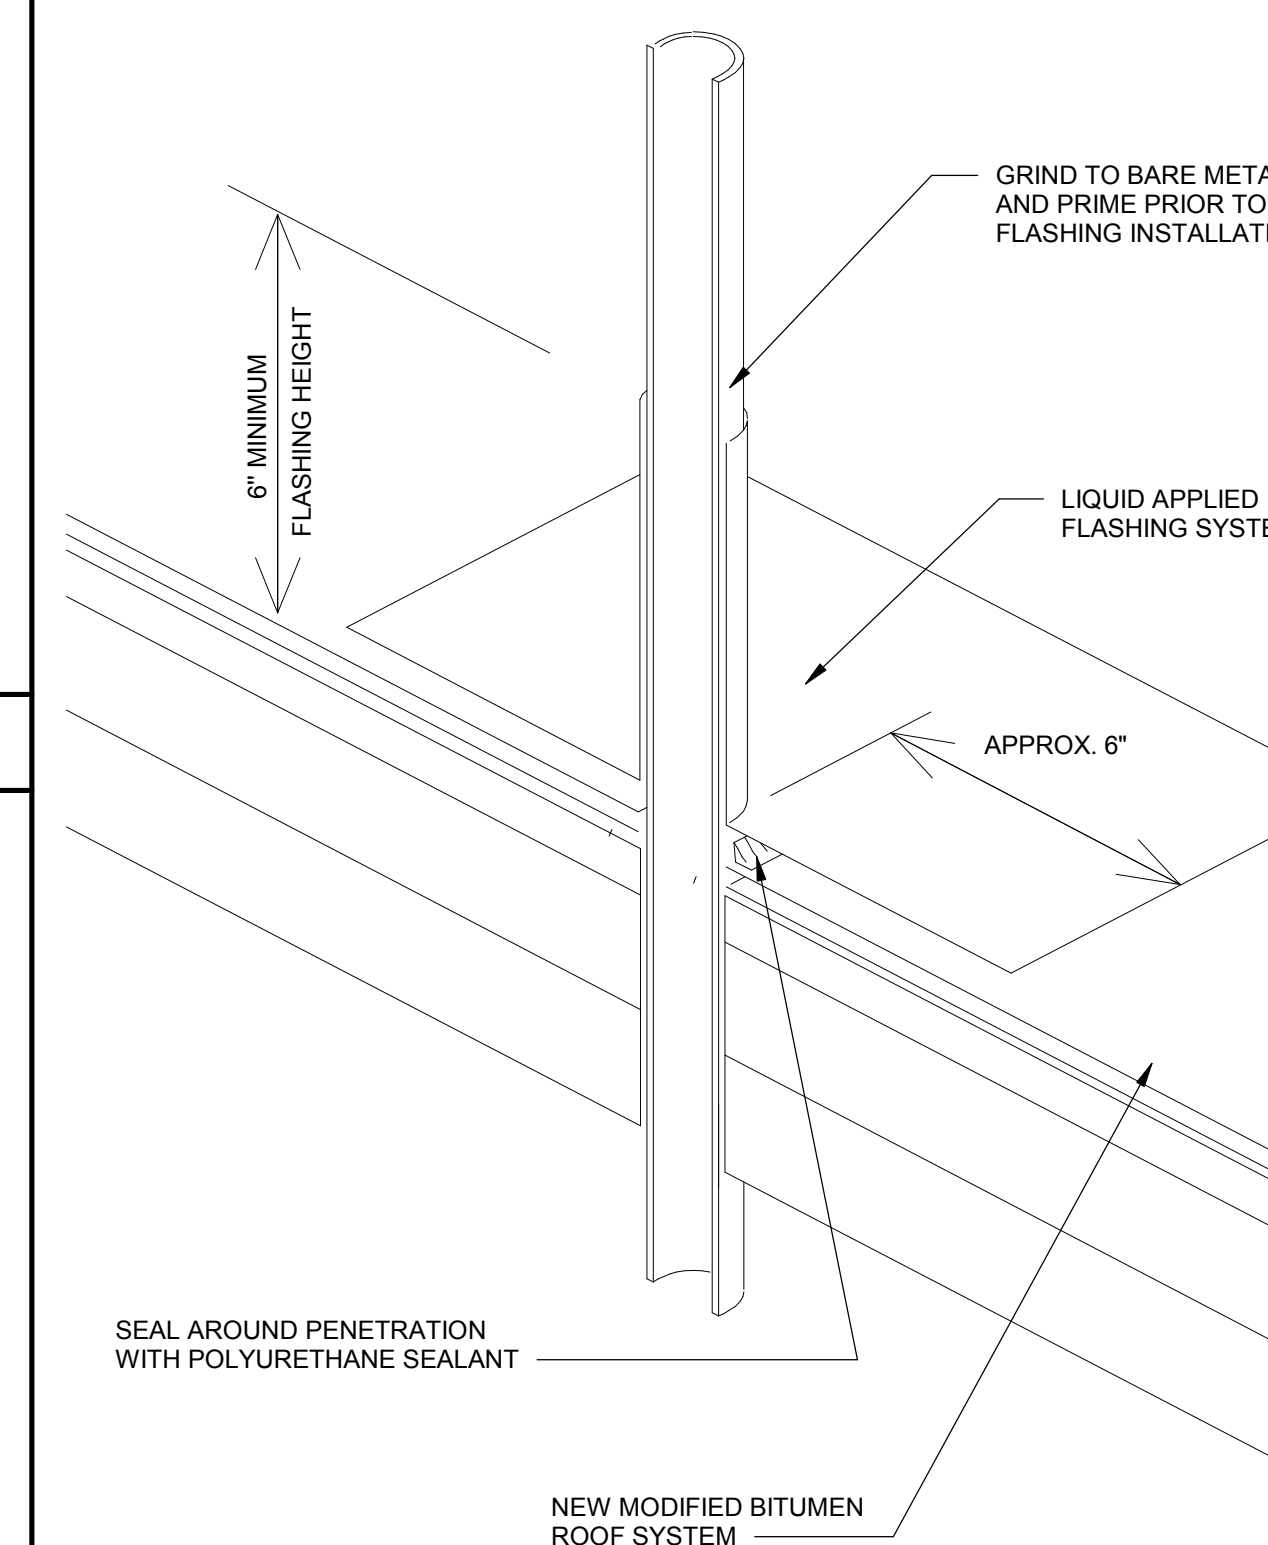 GRIND TO BARE META
AND PRIME PRIOR TO
FLASHING INSTALLATI
6" MINIMUM
FLASHING HEIGHT
LIQUID APPLIED
FLASHING SYSTE
APPROX. 6"
SEAL AROUND PENETRATION
WITH POLYURETHANE SEALANT
NEW MODIFIED BITUMEN
ROOF SYSTEM